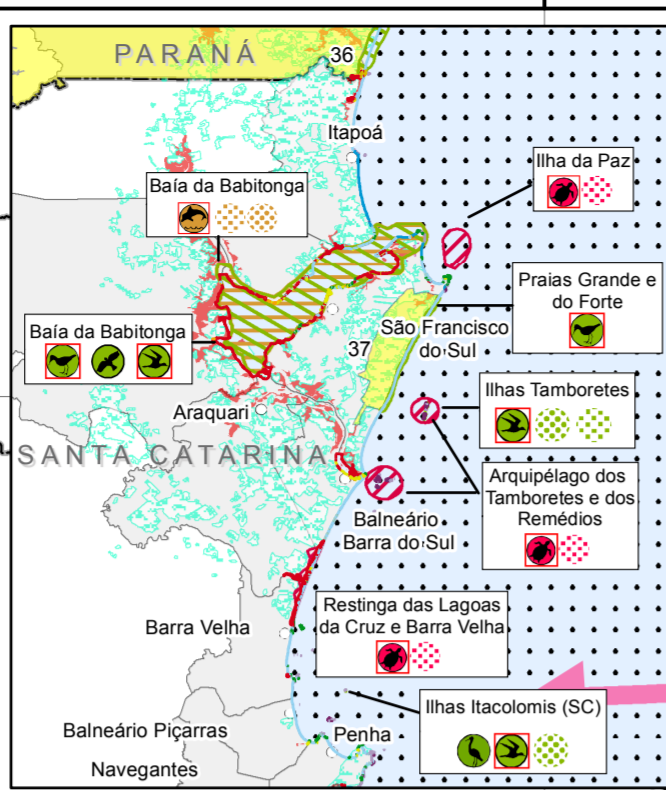 PARANÁ
36
Itapoá
Ilha da Paz
Baía da Babitonga
Praias Grande e
do Forte
Baía da Babitonga
São Francisco
do Sul
37
Ilhas Tamboretes
Araquari
SANTA CATARINA
Arquipélago dos
Tamboretes e dos
Remédios
Balneário
Barra do Sul
Restinga das Lagoas
da Cruz e Barra Velha
Barra Velha
Ilhas Itacolomis (SC)
Balneário Piçarras
Penha
Navegantes